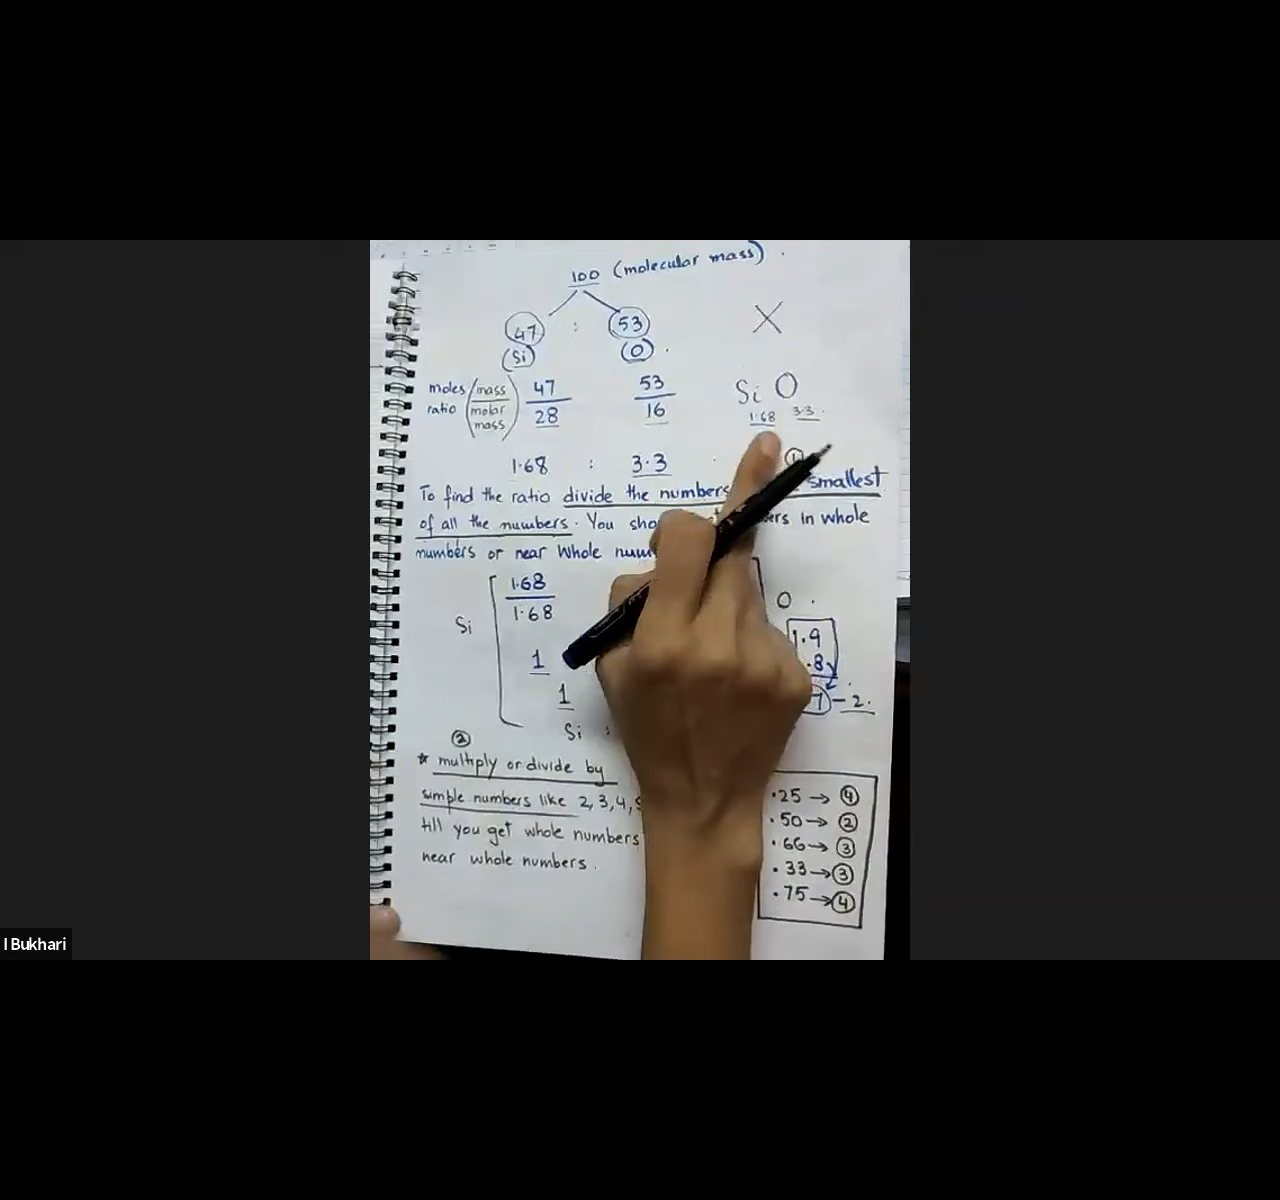 100 (molecular mass).
47 : 53
(Si) (O).
moles (mass 47 53
ratio molar 28 16
mass)
Si O
1.68 3.3.
1.68 : 3.3
To find the ratio divide the numbers smallest
of all the numbers. You in whole
numbers or near whole
1.68
1.68
Si O.
1.9
1 .8
1 - 2.
Si :
②
* multiply or divide by
simple numbers like 2, 3, 4,
till you get whole numbers
near whole numbers.
.25 → ④
.50 → ②
.66 → ③
.33 → ③
.75 → ④
I Bukhari